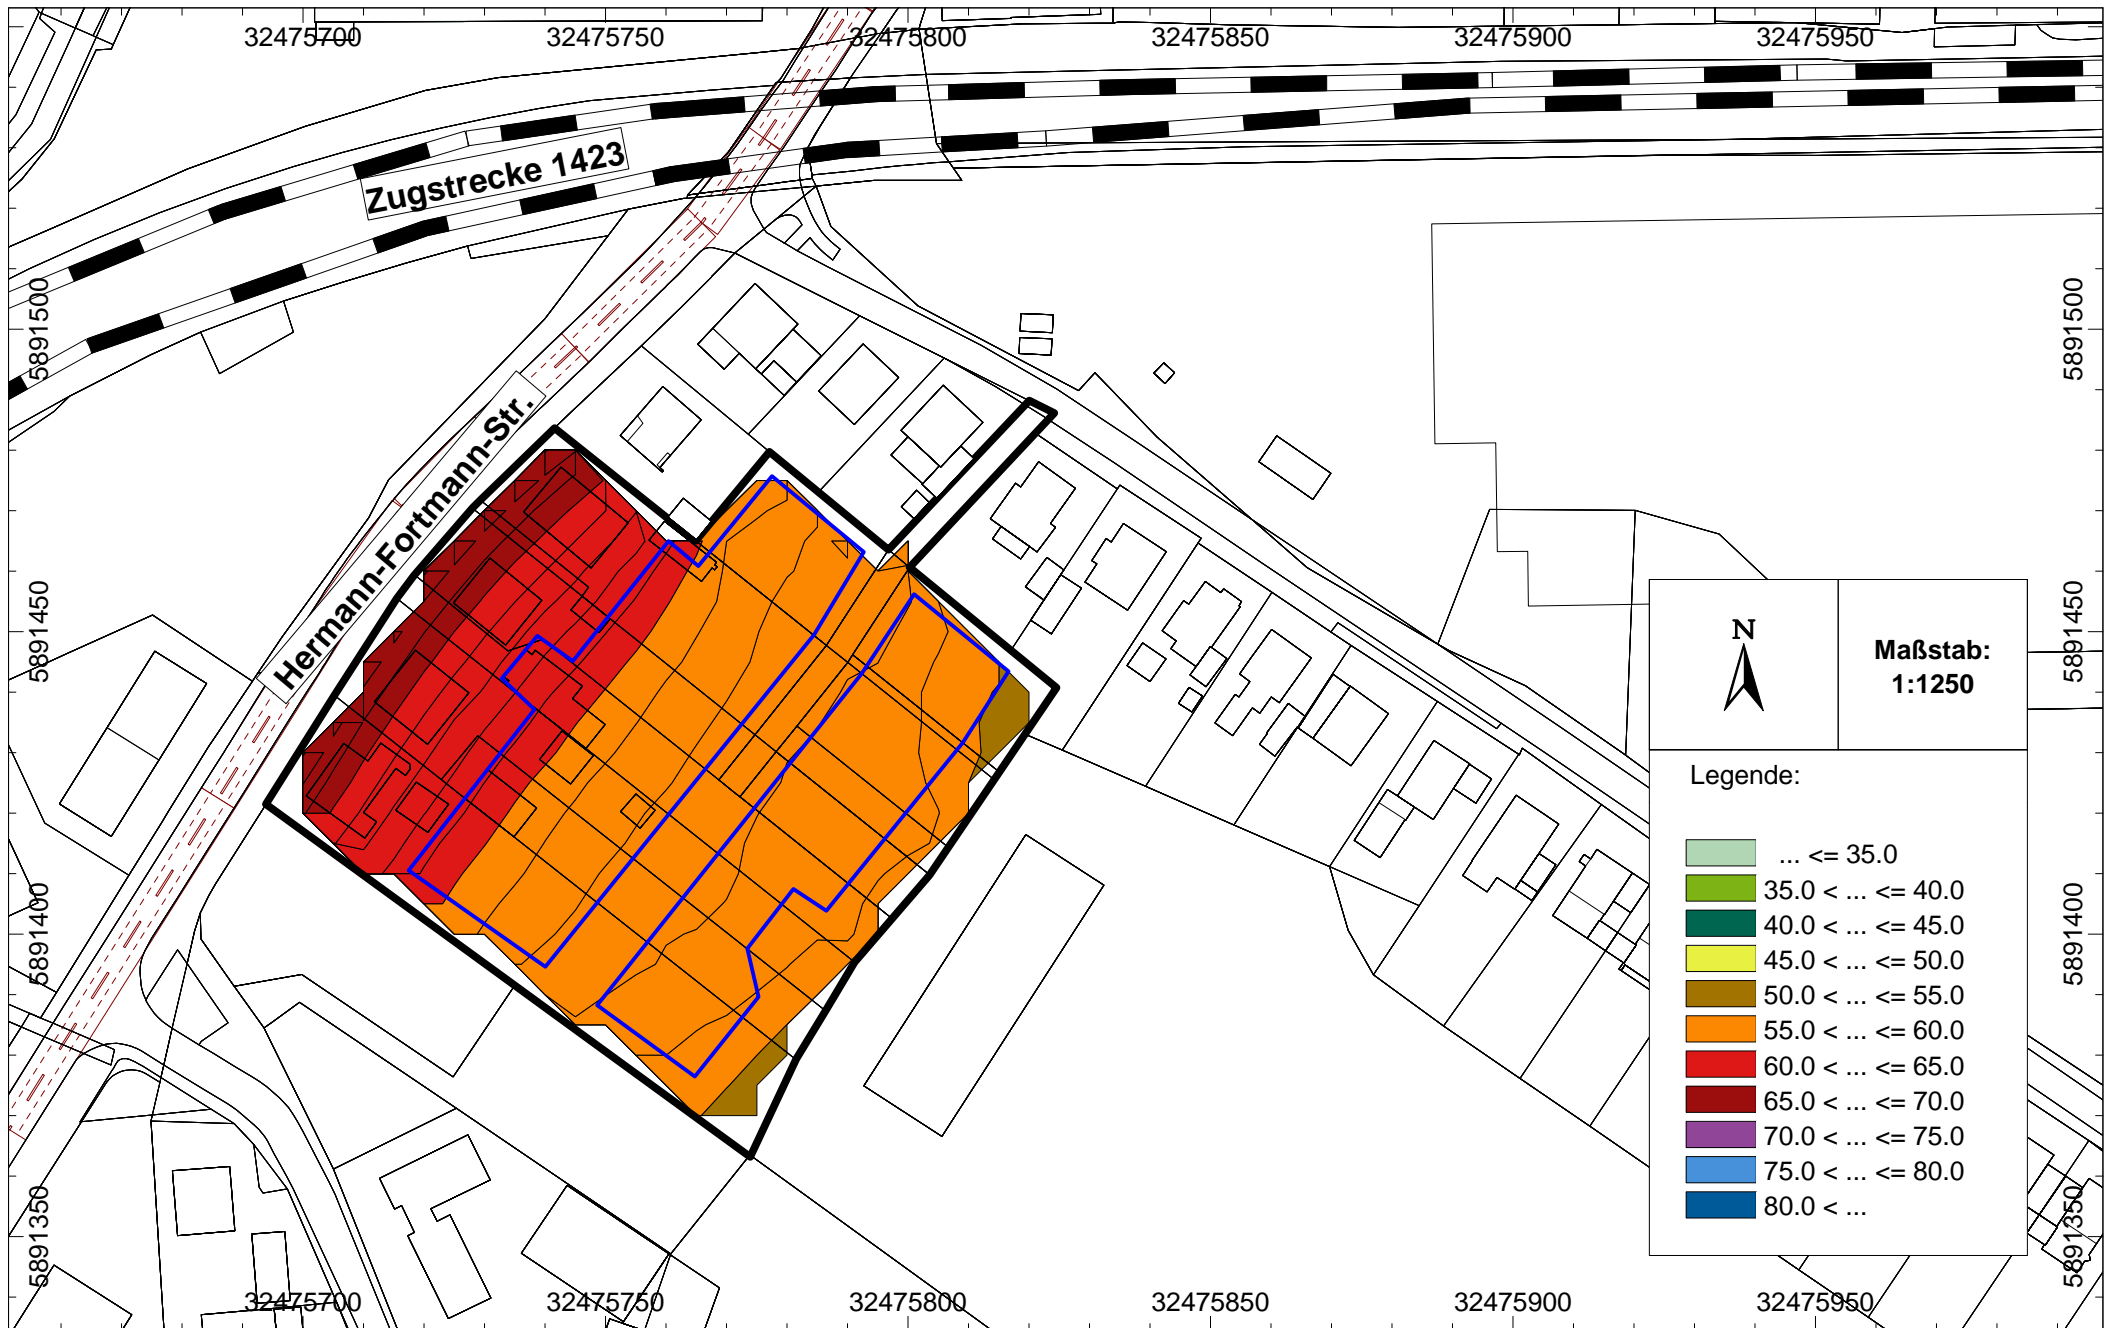 32475700 32475750 32475800 32475850 32475900 32475950
Zugstrecke 1423
5891500 5891500
Hermann-Fortmann-Str.
5891450 5891450
N
Maßstab:
1:1250
Legende:
... <= 35.0
35.0 < ... <= 40.0
40.0 < ... <= 45.0
45.0 < ... <= 50.0
50.0 < ... <= 55.0
55.0 < ... <= 60.0
60.0 < ... <= 65.0
65.0 < ... <= 70.0
70.0 < ... <= 75.0
75.0 < ... <= 80.0
80.0 < ...
5891400 5891400
5891350 5891350
32475700 32475750 32475800 32475850 32475900 32475950